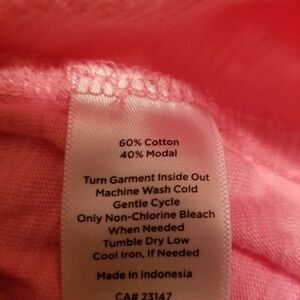 60% Cotton
40% Modal
Turn Garment Inside Out
Machine Wash Cold
Gentle Cycle
Only Non-Chlorine Bleach
When Needed
Tumble Dry Low
Cool Iron, If Needed
Made In Indonesia
CA# 23147